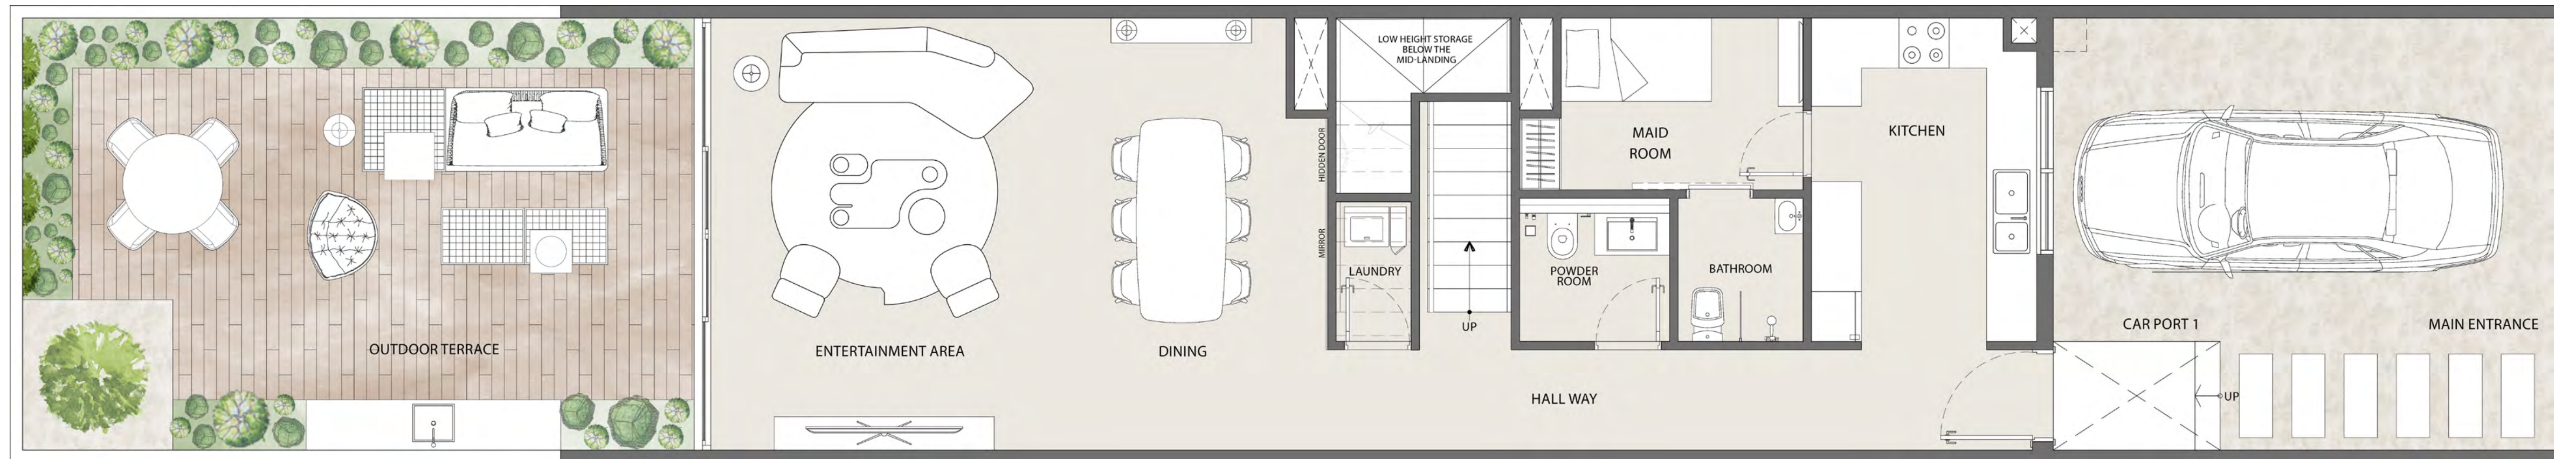 OUTDOOR TERRACE
ENTERTAINMENT AREA
DINING
HIDDEN DOOR
MIRROR
LOW HEIGHT STORAGE
BELOW THE
MID-LANDING
LAUNDRY
UP
MAID
ROOM
POWDER
ROOM
BATHROOM
KITCHEN
HALL WAY
CAR PORT 1
MAIN ENTRANCE
UP